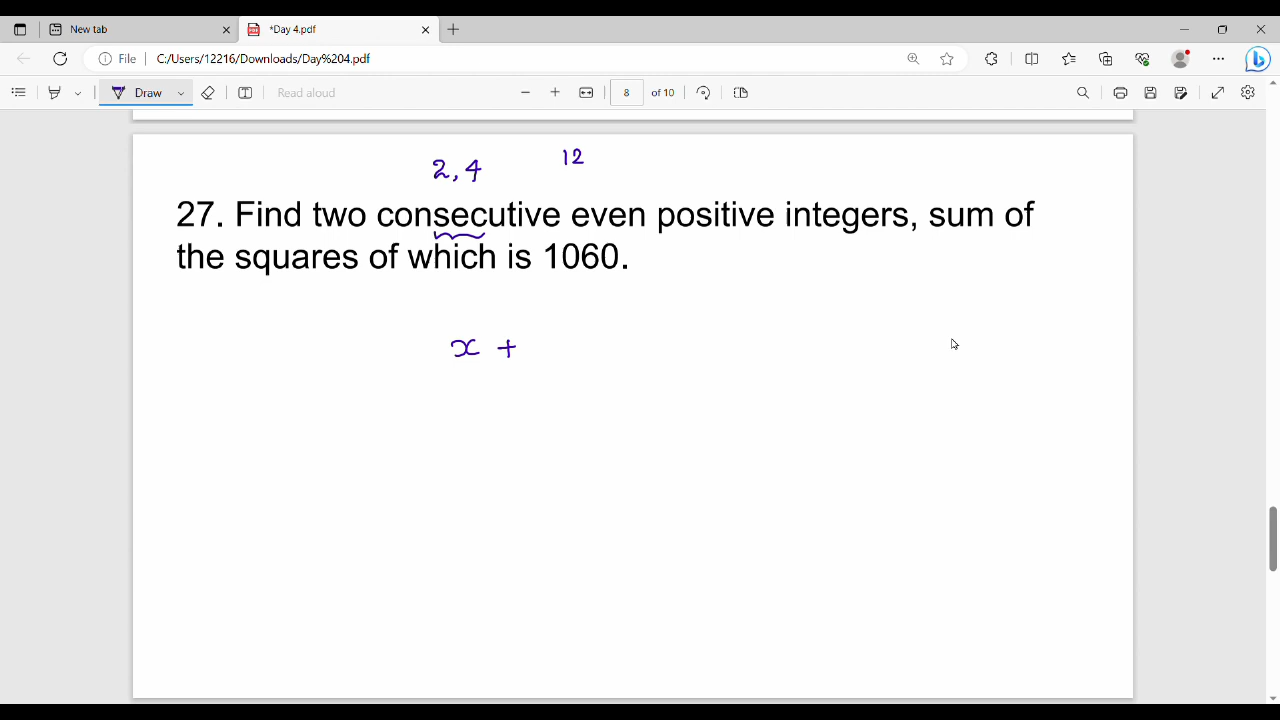 New tab
*Day 4.pdf
File
C:/Users/12216/Downloads/Day%204.pdf
Draw
Read aloud
8 of 10
2, 4
12
27. Find two consecutive even positive integers, sum of
the squares of which is 1060.
x +